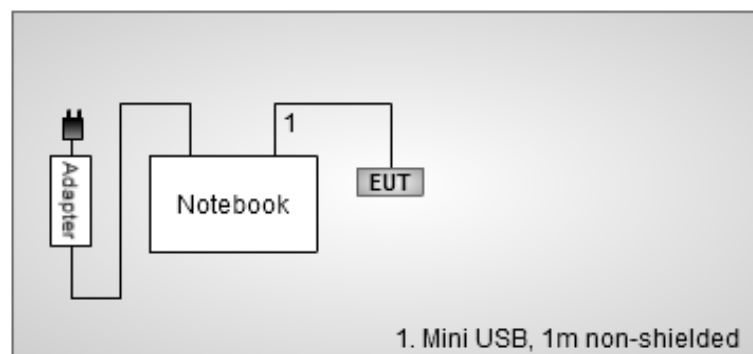 1
Adapter
Notebook
EUT
1. Mini USB, 1m non-shielded